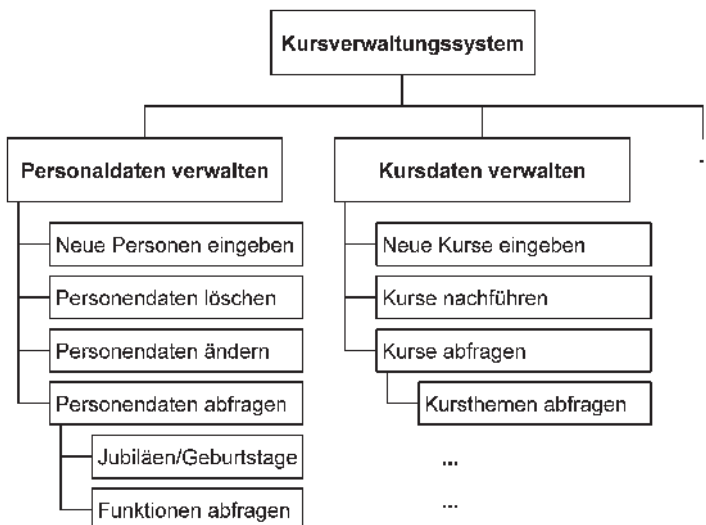 Kursverwaltungssystem
Personaldaten verwalten
Kursdaten verwalten
Neue Personen eingeben
Personendaten löschen
Personendaten ändern
Personendaten abfragen
Jubiläen/Geburtstage
Funktionen abfragen
Neue Kurse eingeben
Kurse nachführen
Kurse abfragen
Kursthemen abfragen
...
...